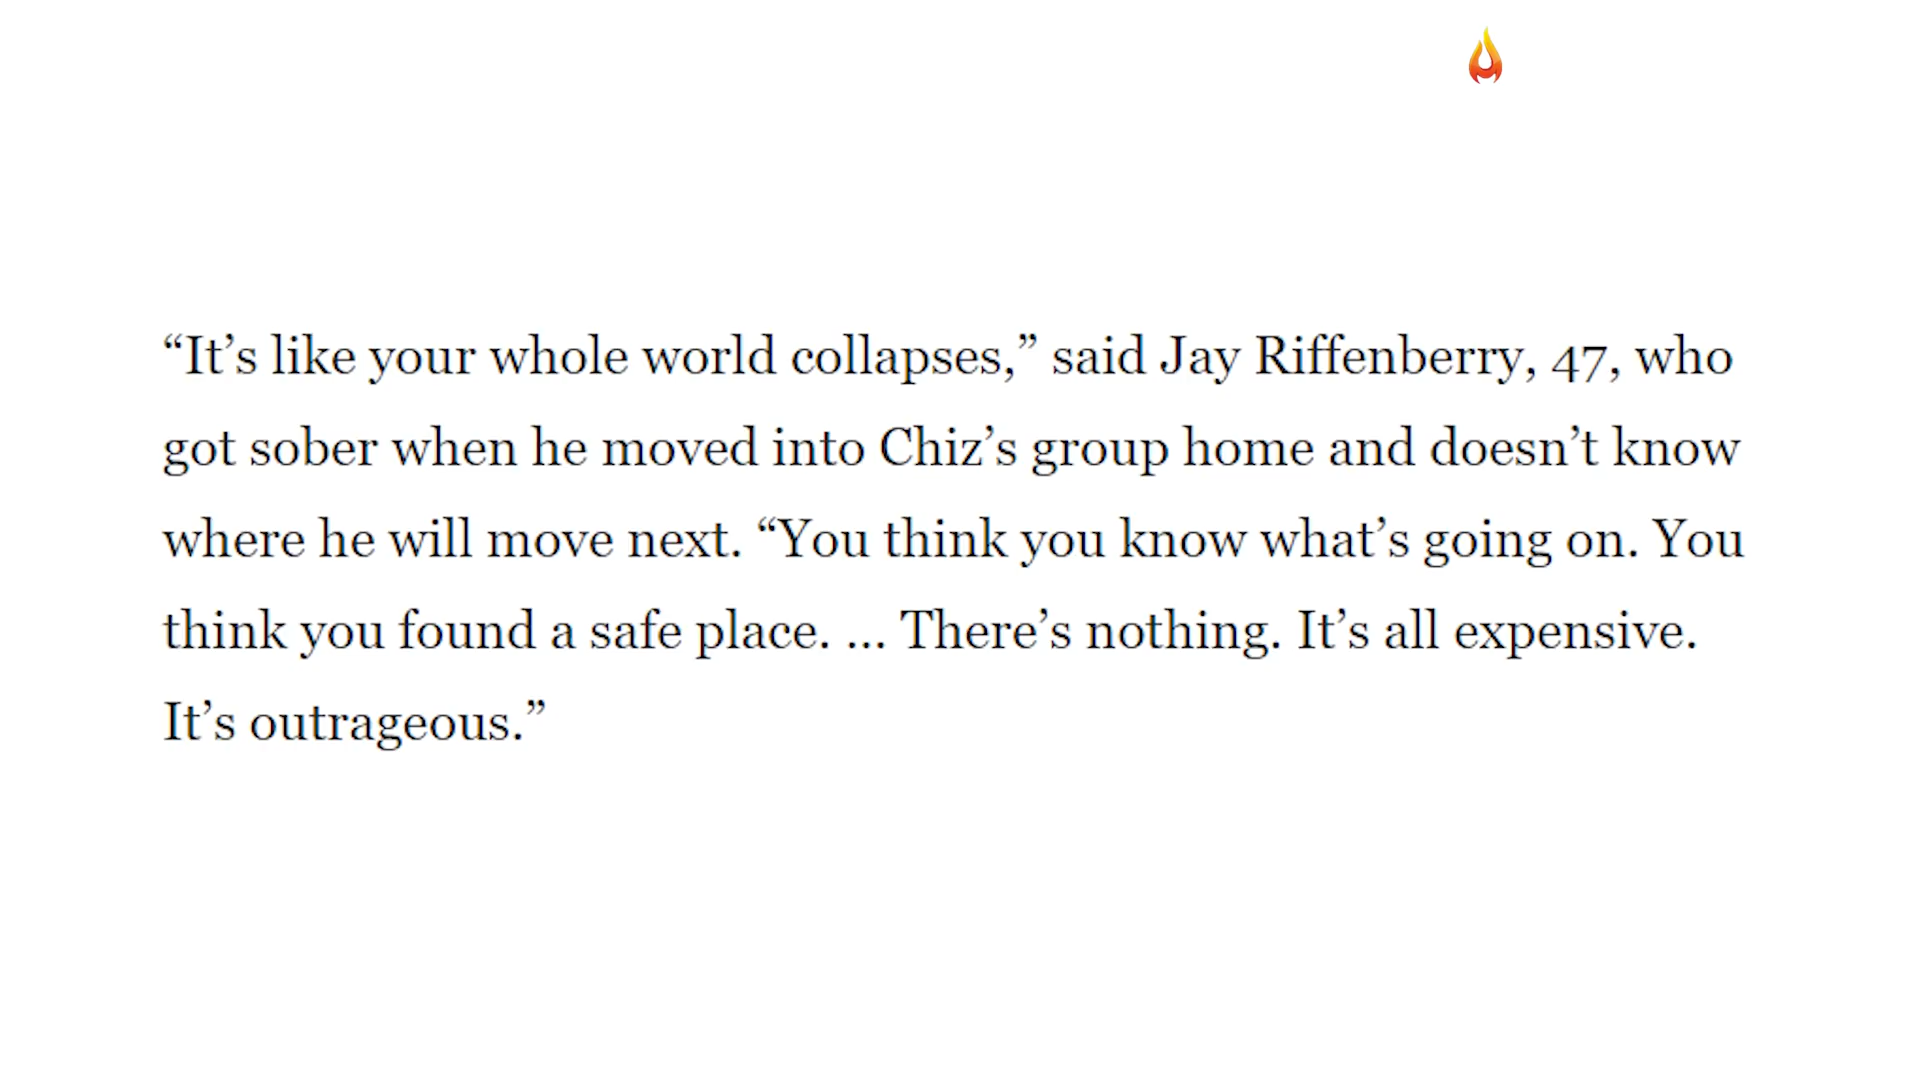 “It’s like your whole world collapses,” said Jay Riffenberry, 47, who
got sober when he moved into Chiz’s group home and doesn’t know
where he will move next. “You think you know what’s going on. You
think you found a safe place. ... There’s nothing. It’s all expensive.
It’s outrageous.”